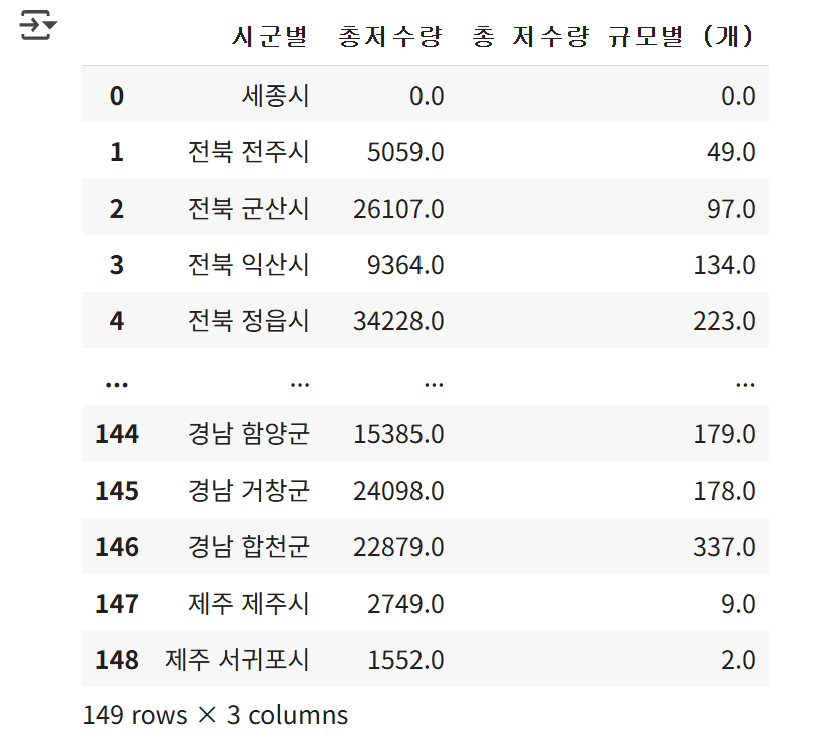 시군별 총저수량 총 저수량 규모별 (개)
0 세종시 0.0 0.0
1 전북 전주시 5059.0 49.0
2 전북 군산시 26107.0 97.0
3 전북 익산시 9364.0 134.0
4 전북 정읍시 34228.0 223.0
... ... ... ...
144 경남 함양군 15385.0 179.0
145 경남 거창군 24098.0 178.0
146 경남 합천군 22879.0 337.0
147 제주 제주시 2749.0 9.0
148 제주 서귀포시 1552.0 2.0
149 rows × 3 columns